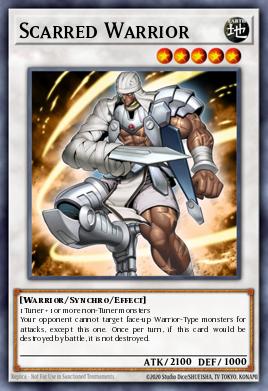 SCARRED WARRIOR
EARTH
地
[WARRIOR/SYNCHRO/EFFECT]
1 Tuner + 1 or more non-Tuner monsters
Your opponent cannot target face-up Warrior-Type monsters for
attacks, except this one. Once per turn, if this card would be
destroyed by battle, it is not destroyed.
ATK/2100 DEF/1000
Replica - Not For Use in Sanctioned Tournaments
©2020 Studio Dice/SHUEISHA, TV TOKYO, KONAMI